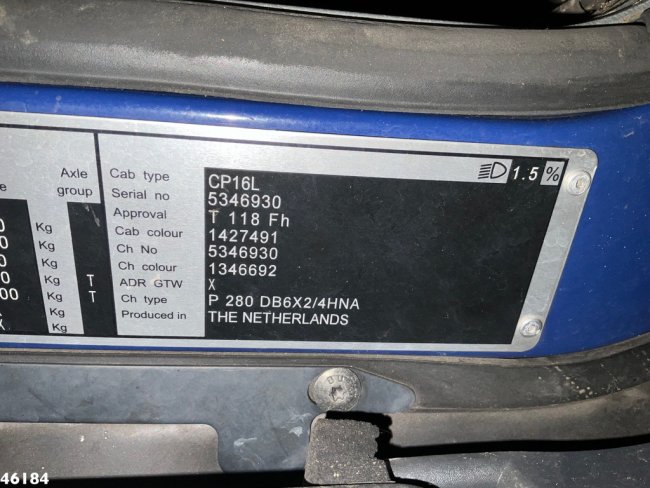 Axle
group
Kg
Kg
Kg
Kg T
00 Kg T
Kg
Kg
1.5 %
Cab type CP16L
Serial no 5346930
Approval T 118 Fh
Cab colour 1427491
Ch No 5346930
Ch colour 1346692
ADR GTW X
Ch type P 280 DB6X2/4HNA
Produced in THE NETHERLANDS
46184